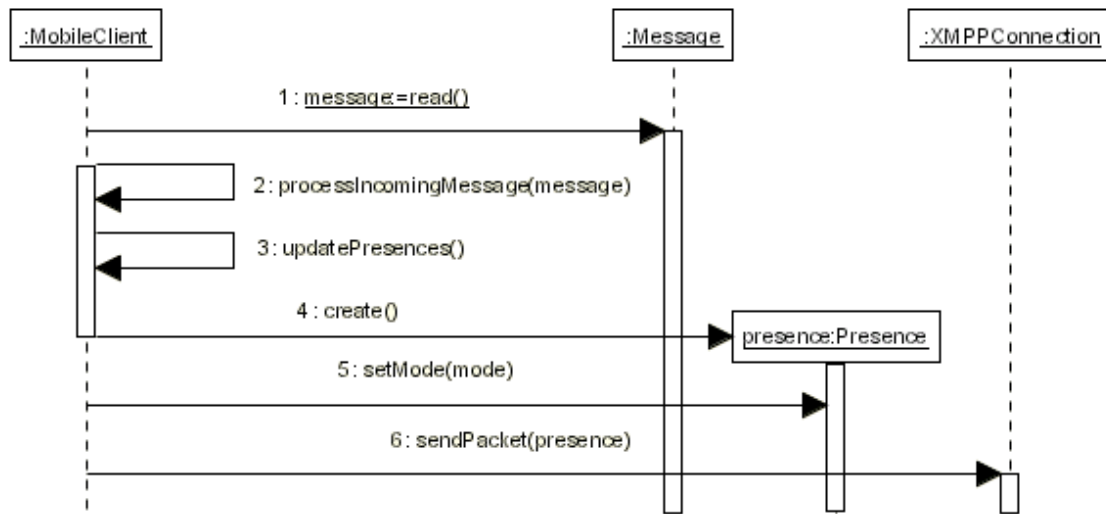 :MobileClient
:Message
:XMPPConnection
1 : message:=read()
2 : processIncomingMessage(message)
3 : updatePresences()
4 : create()
presence:Presence
5 : setMode(mode)
6 : sendPacket(presence)